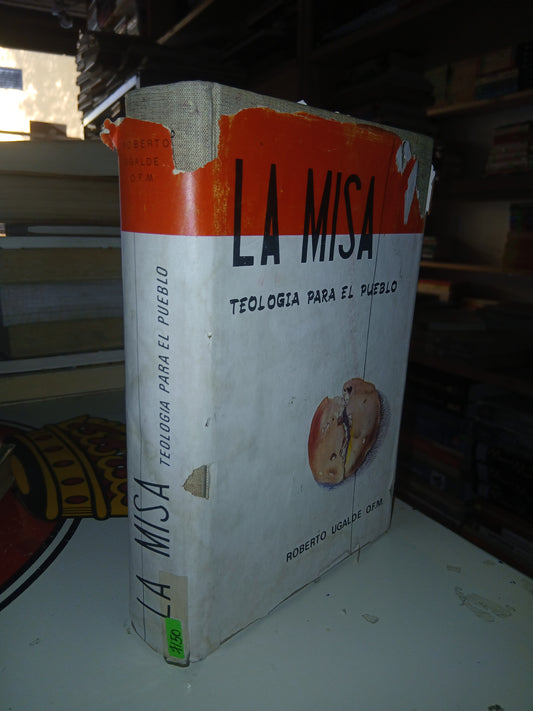 ROBERTO
UGALDE
O.F.M.
LA MISA
TEOLOGIA PARA EL PUEBLO
LA MISA
TEOLOGIA PARA EL PUEBLO
ROBERTO UGALDE O.F.M.